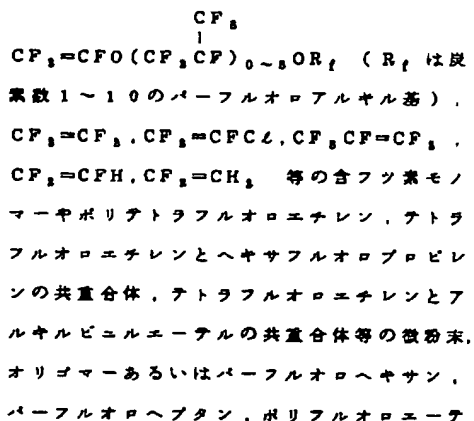 CF₃
CF₂=CFO(CF₂CF)₀~₅ORf (Rfは炭
素数1~10のパーフルオロアルキル基),
CF₂=CF₂,CF₂=CFCl,CF₃CF=CF₂,
CF₂=CFH,CF₂=CH₂ 等の含フツ素モノ
マーやポリテトラフルオロエチレン,テトラ
フルオロエチレンとヘキサフルオロプロピレ
ンの共重合体,テトラフルオロエチレンとア
ルキルビニルエーテルの共重合体等の微粉末,
オリゴマーあるいはパーフルオロヘキサン,
パーフルオロヘプタン,ポリフルオロエーテ